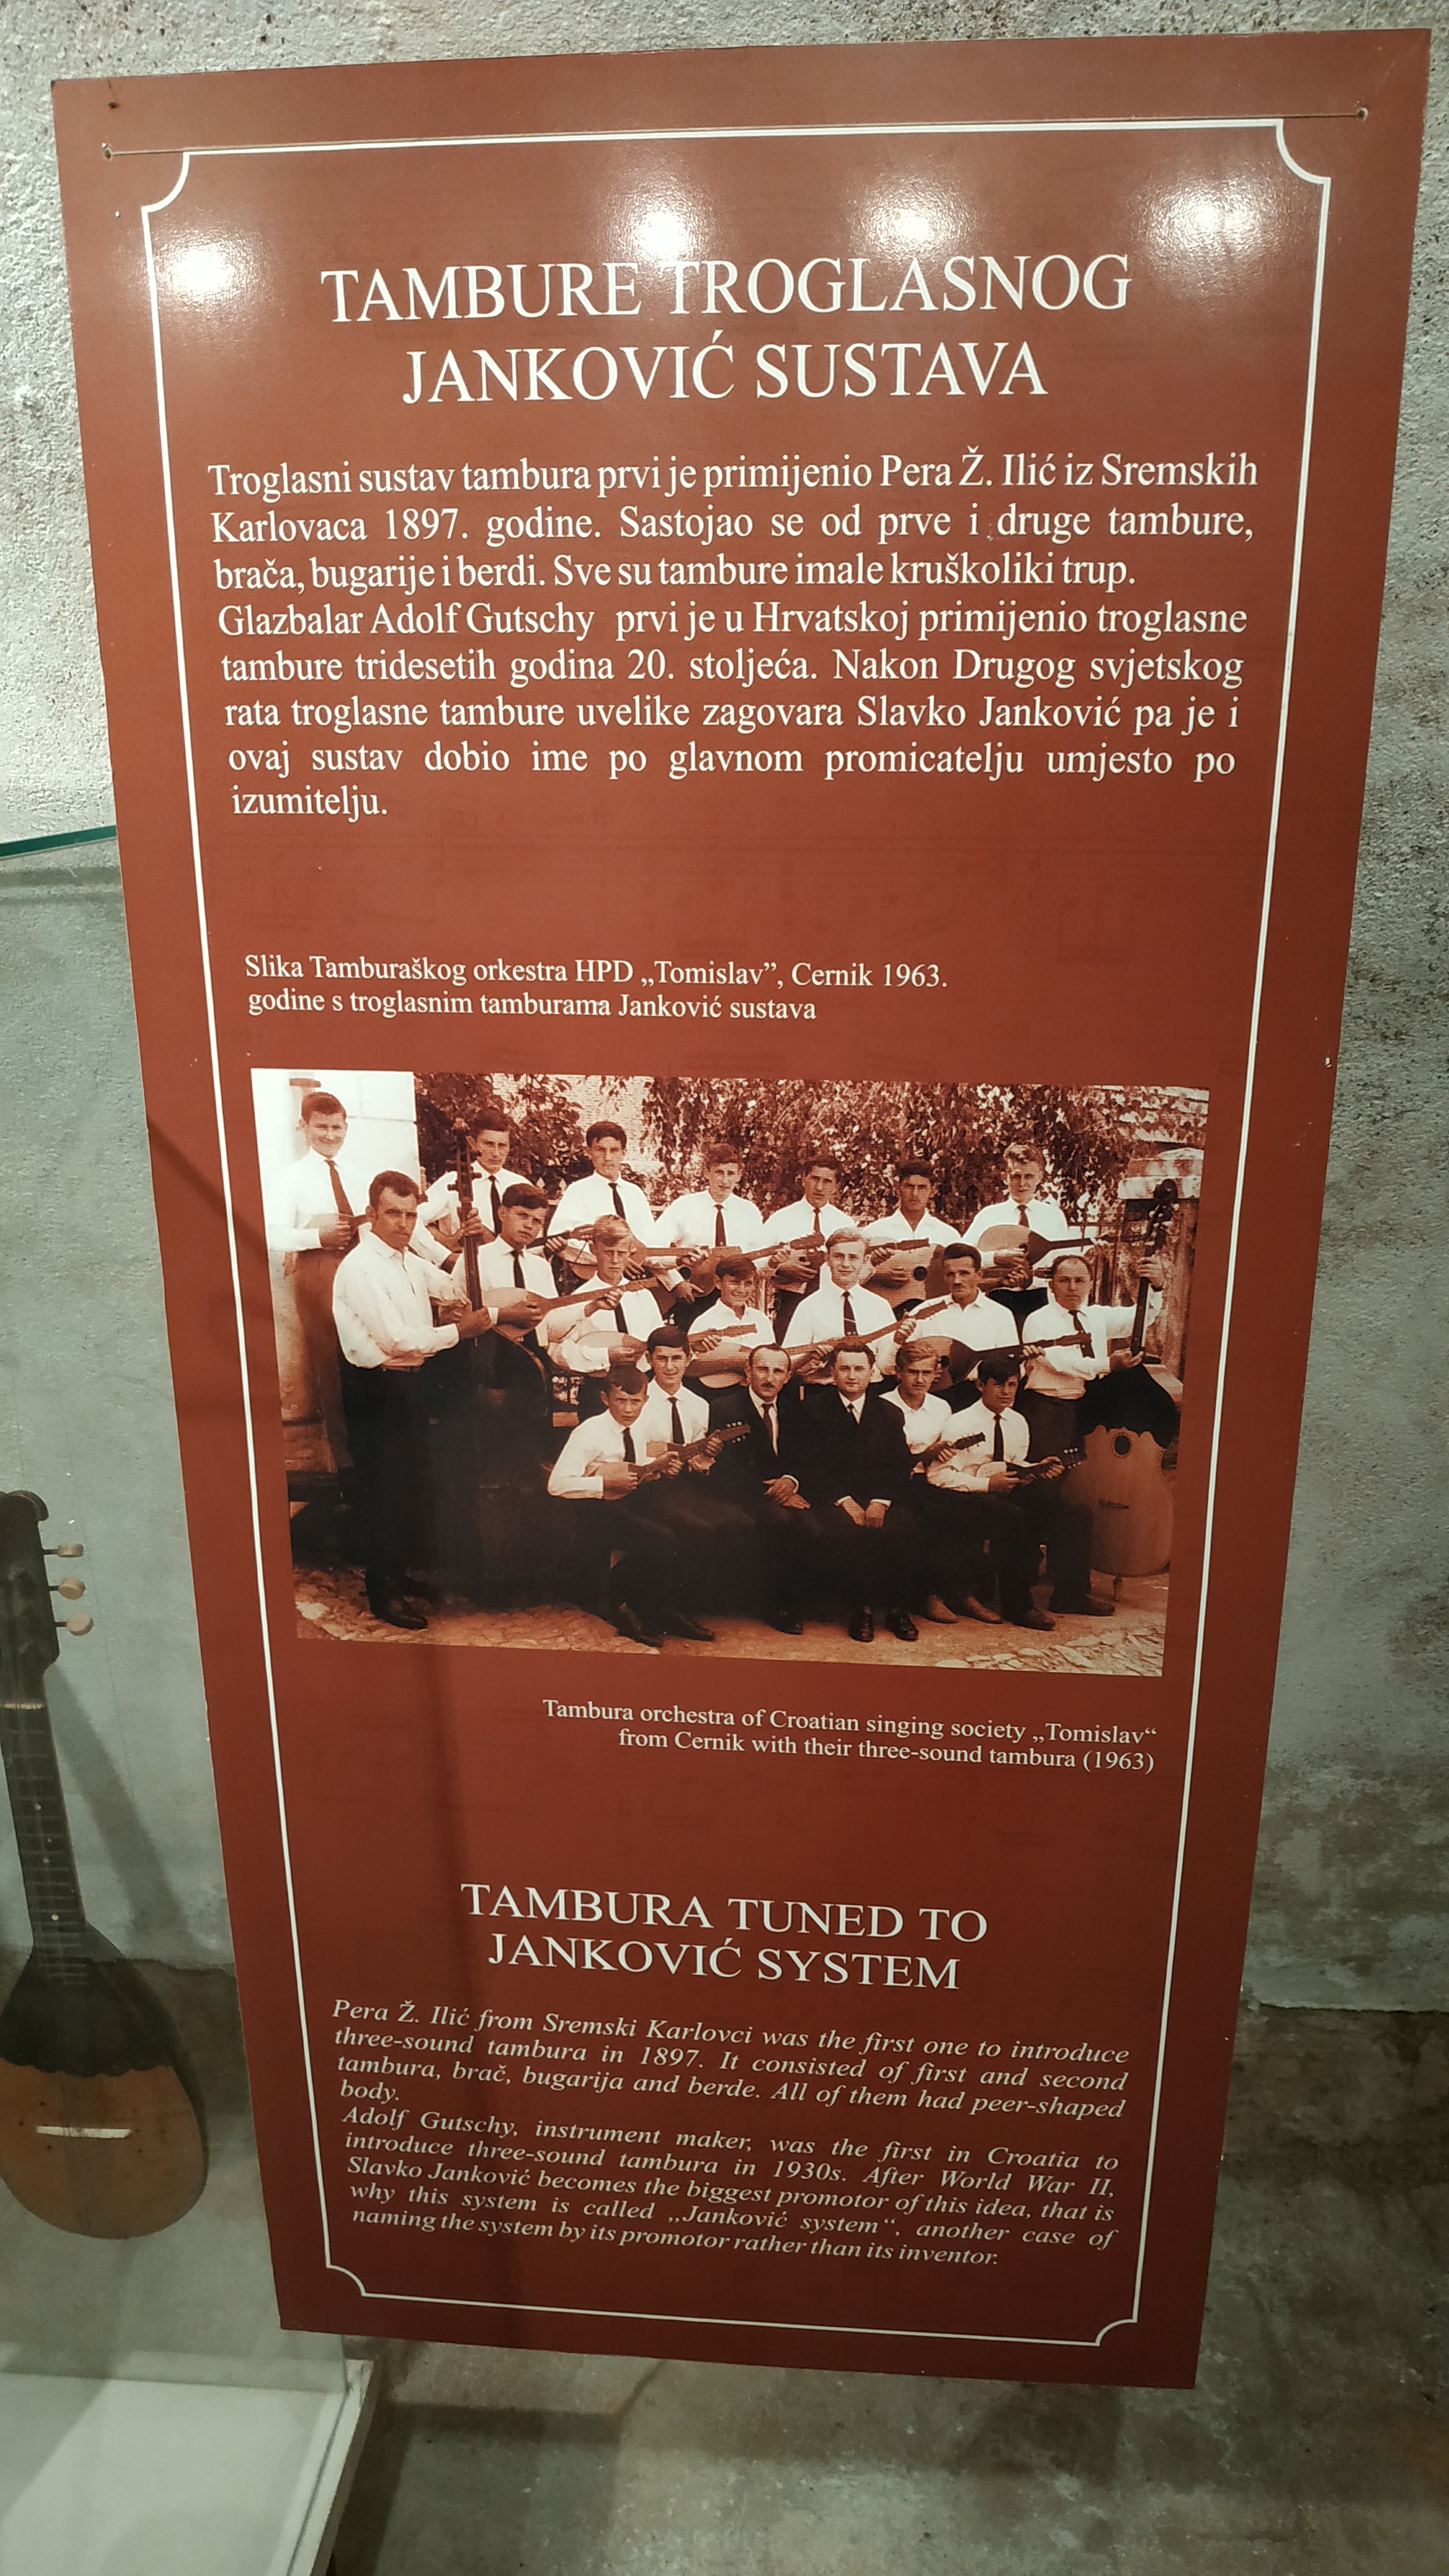 TAMBURE TROGLASNOG
JANKOVIĆ SUSTAVA
Troglasni sustav tambura prvi je primijenio Pera Ž. Ilić iz Sremskih
Karlovaca 1897. godine. Sastojao se od prve i druge tambure,
brača, bugarije i berdi. Sve su tambure imale kruškoliki trup.
Glazbalar Adolf Gutschy prvi je u Hrvatskoj primijenio troglasne
tambure tridesetih godina 20. stoljeća. Nakon Drugog svjetskog
rata troglasne tambure uvelike zagovara Slavko Janković pa je i
ovaj sustav dobio ime po glavnom promicatelju umjesto po
izumitelju.
Slika Tamburaškog orkestra HPD „Tomislav”, Cernik 1963.
godine s troglasnim tamburama Janković sustava
Tambura orchestra of Croatian singing society „Tomislav“
from Cernik with their three-sound tambura (1963)
TAMBURA TUNED TO
JANKOVIĆ SYSTEM
Pera Ž. Ilić from Sremski Karlovci was the first one to introduce
three-sound tambura in 1897. It consisted of first and second
tambura, brač, bugarija and berde. All of them had peer-shaped
body.
Adolf Gutschy, instrument maker, was the first in Croatia to
introduce three-sound tambura in 1930s. After World War II,
Slavko Janković becomes the biggest promotor of this idea, that is
why this system is called „Janković system“, another case of
naming the system by its promotor rather than its inventor.